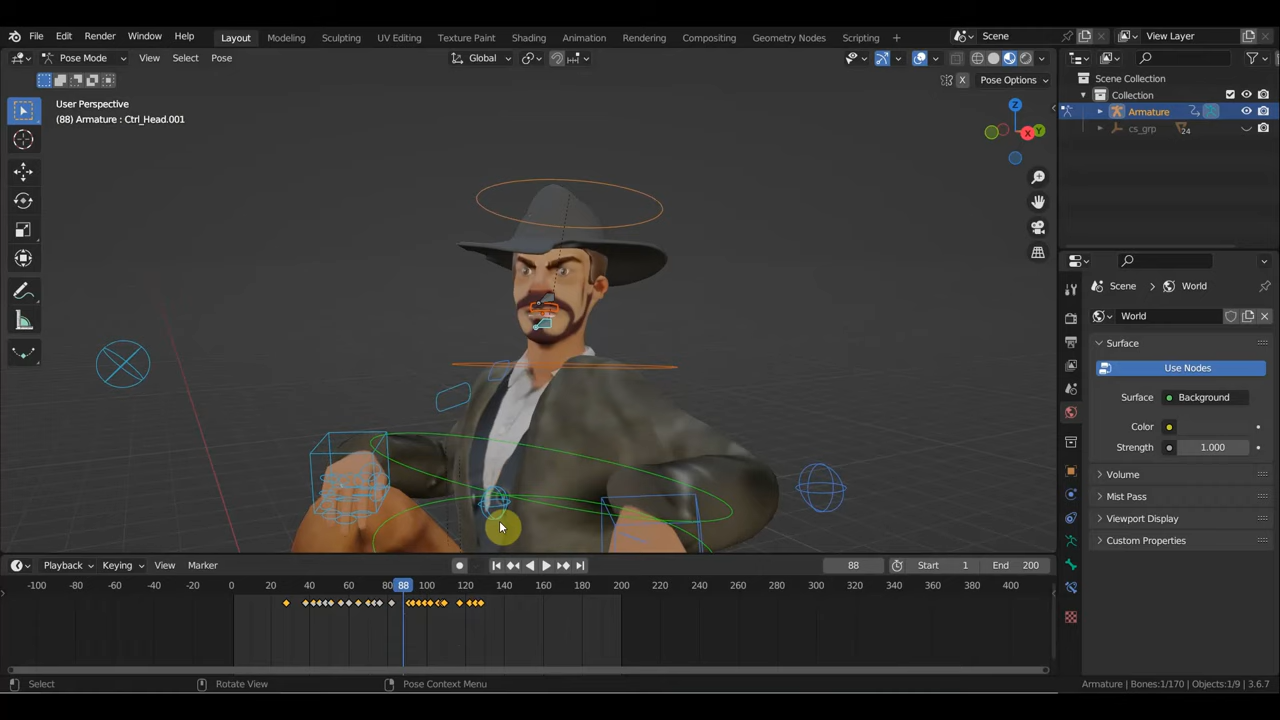 File Edit Render Window Help Layout Modeling Sculpting UV Editing Texture Paint Shading Animation Rendering Compositing Geometry Nodes Scripting + Scene View Layer
Pose Mode View Select Pose Global
X Pose Options
User Perspective
(88) Armature : Ctrl_Head.001
Z
X
Y
Scene Collection
Collection
Armature
cs_grp 24
Scene > World
World
Surface
Use Nodes
Surface Background
Color
Strength 1.000
Volume
Mist Pass
Viewport Display
Custom Properties
Playback Keying View Marker 88 Start 1 End 200
-100 -80 -60 -40 -20 0 20 40 60 88 100 120 140 160 180 200 220 240 260 280 300 320 340 360 380 400
Select Rotate View Pose Context Menu Armature | Bones:1/170 | Objects:1/9 | 3.6.7